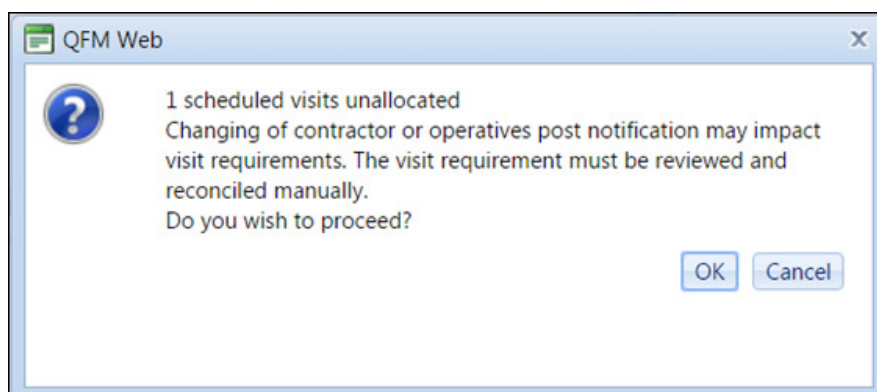 QFM Web
1 scheduled visits unallocated
Changing of contractor or operatives post notification may impact
visit requirements. The visit requirement must be reviewed and
reconciled manually.
Do you wish to proceed?
OK Cancel